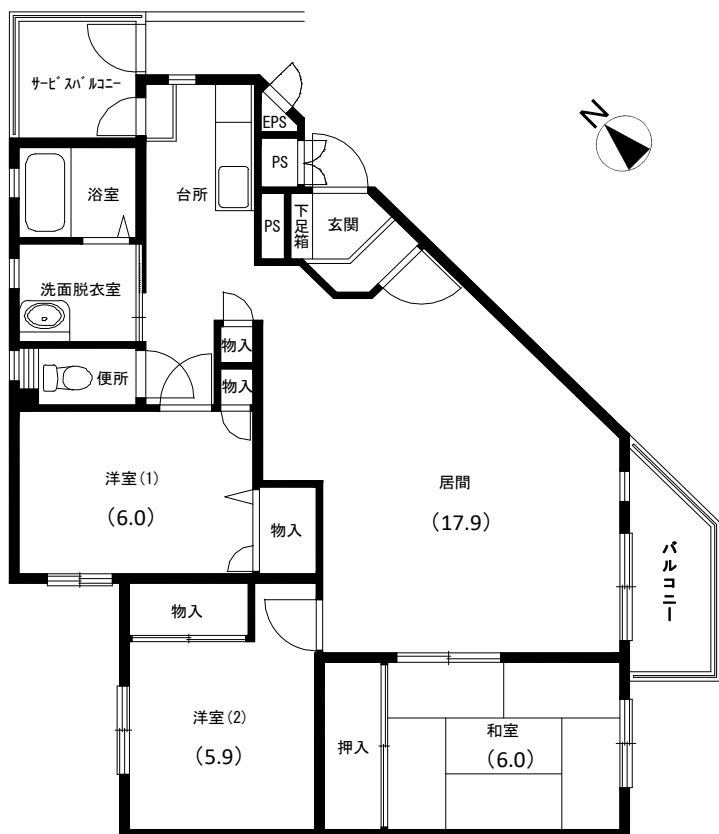 サービスバルコニー
N
EPS
PS
浴室
台所
PS
下足箱
玄関
洗面脱衣室
物入
便所
物入
洋室(1)
(6.0)
物入
居間
(17.9)
バルコニー
物入
洋室(2)
(5.9)
押入
和室
(6.0)